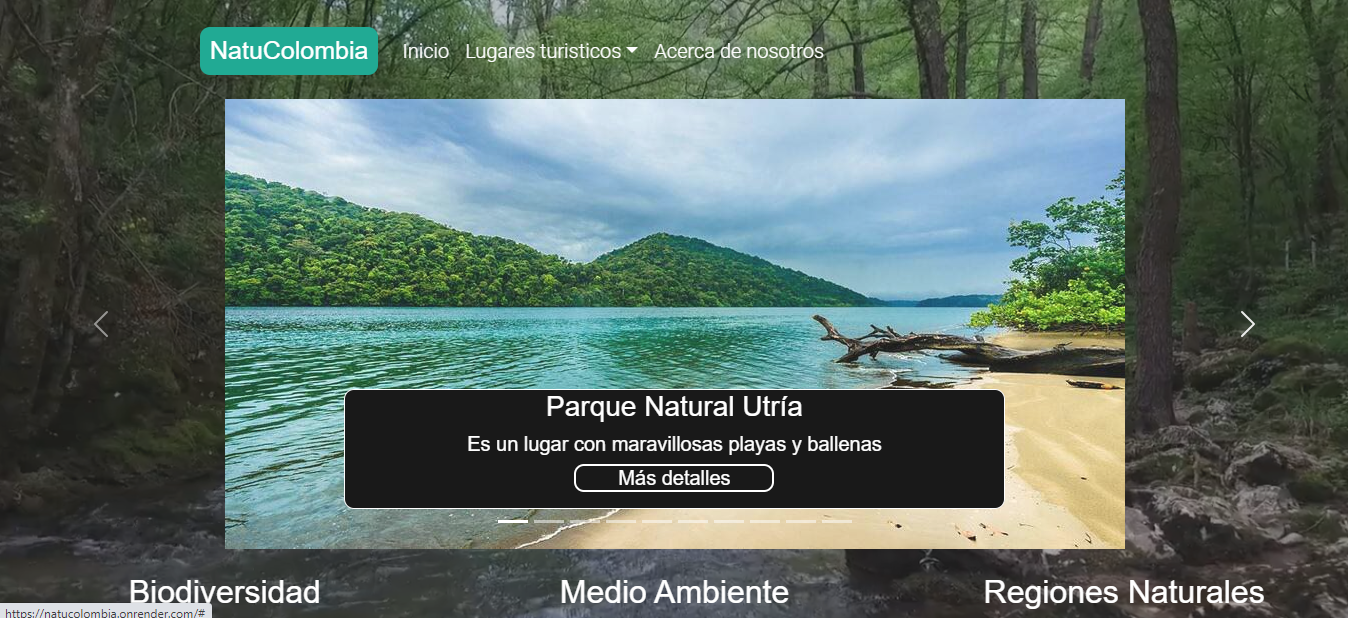 NatuColombia Inicio Lugares turisticos Acerca de nosotros
Parque Natural Utría
Es un lugar con maravillosas playas y ballenas
Más detalles
Biodiversidad Medio Ambiente Regiones Naturales
https://natucolombia.onrender.com/#